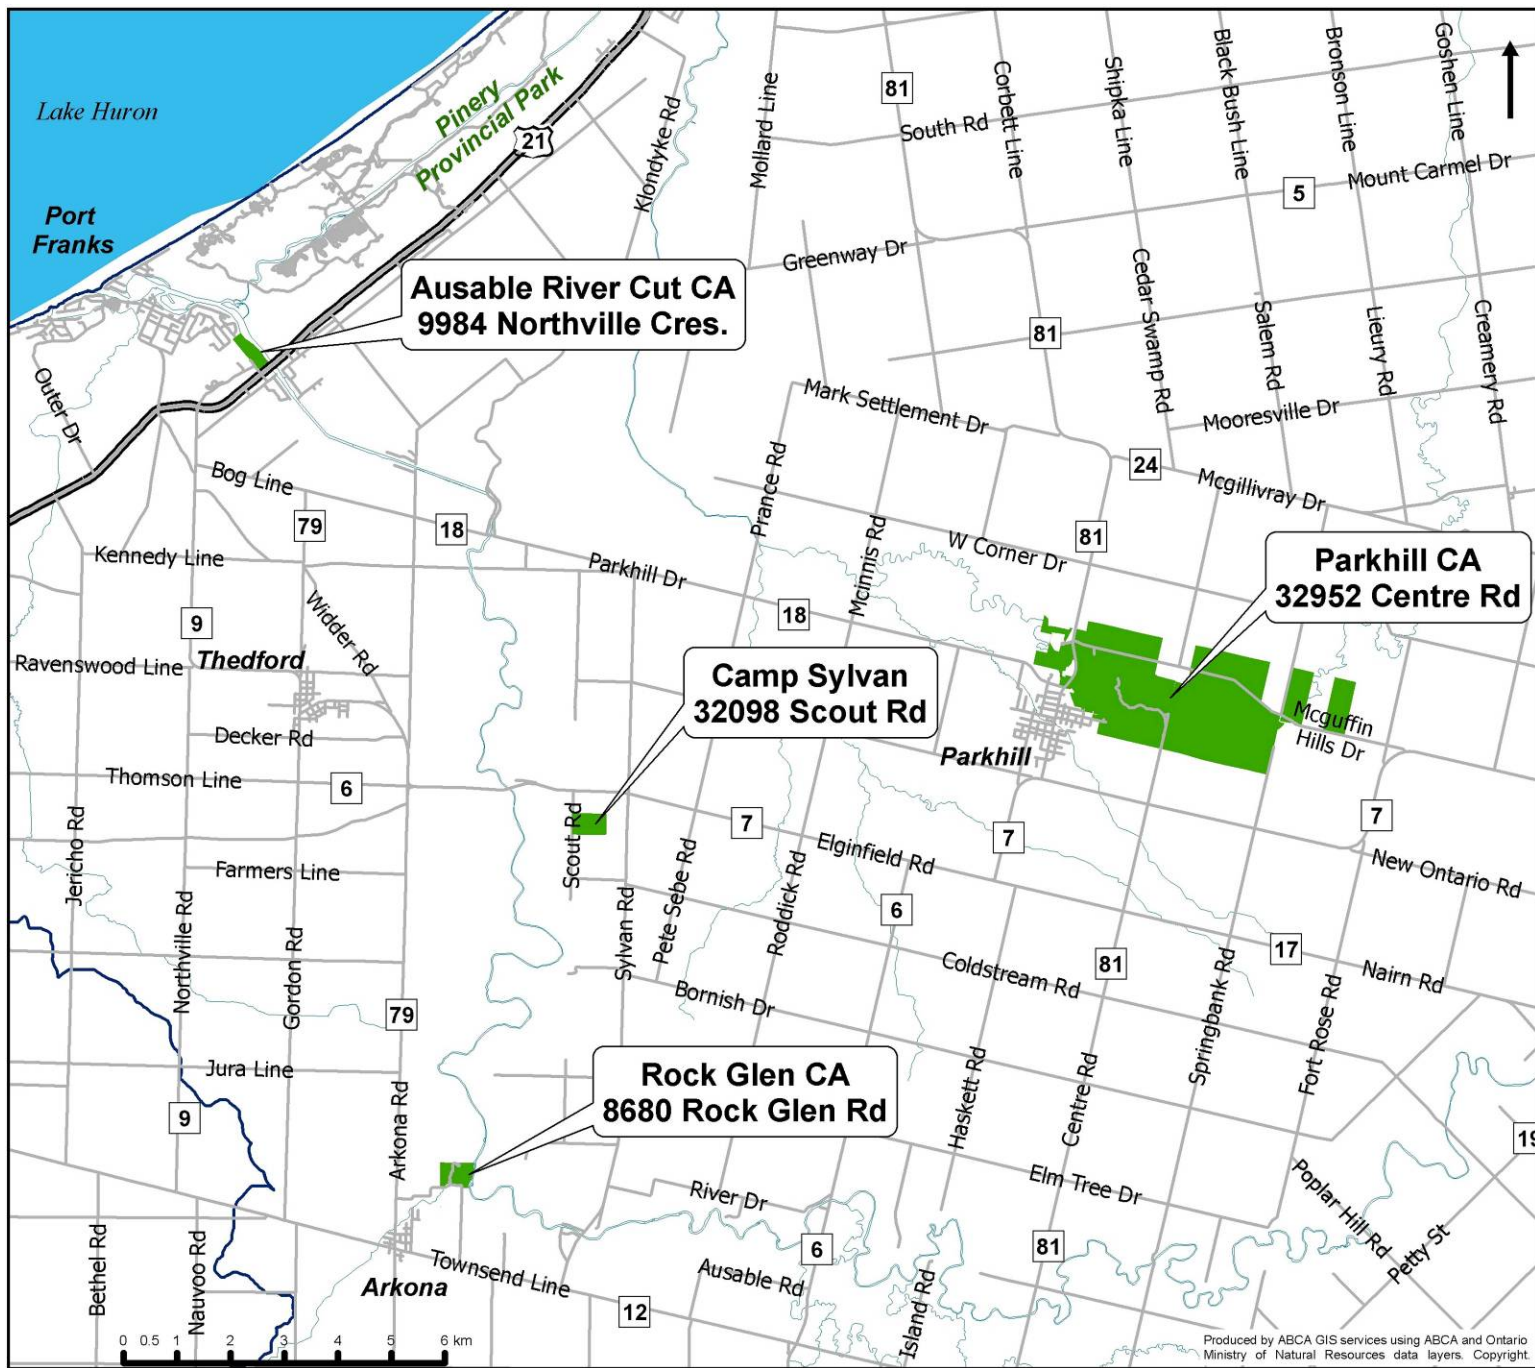 Lake Huron
Pinery
Provincial Park
21
Port
Franks
Klondyke Rd
Mollard Line
81
South Rd
Corbett Line
Shipka Line
Black Bush Line
Bronson Line
Goshen Line
5
Mount Carmel Dr
Greenway Dr
Ausable River Cut CA
9984 Northville Cres.
81
Cedar Swamp Rd
Salem Rd
Lieury Rd
Creamery Rd
Outer Dr
Mark Settlement Dr
Mooresville Dr
Bog Line
24
Mcgillivray Dr
Prance Rd
79
18
81
Mcinnis Rd
W Corner Dr
Kennedy Line
Parkhill Dr
Parkhill CA
32952 Centre Rd
9
Widder Rd
18
Ravenswood Line
Thedford
Camp Sylvan
32098 Scout Rd
Mcguffin
Hills Dr
Decker Rd
Parkhill
Thomson Line
6
Jericho Rd
Scout Rd
7
7
7
Elginfield Rd
New Ontario Rd
Farmers Line
Northville Rd
Gordon Rd
Sylvan Rd
Pete Sebe Rd
Roddick Rd
6
Coldstream Rd
81
17
Nairn Rd
Bornish Dr
79
Springbank Rd
Fort Rose Rd
Jura Line
9
Arkona Rd
Rock Glen CA
8680 Rock Glen Rd
Haskett Rd
Centre Rd
19
Elm Tree Dr
River Dr
Poplar Hill Rd
Petty St
Bethel Rd
Nauvoo Rd
Arkona
Townsend Line
6
81
Ausable Rd
Island Rd
12
0 0.5 1 2 3 4 5 6 km
Produced by ABCA GIS services using ABCA and Ontario
Ministry of Natural Resources data layers. Copyright.